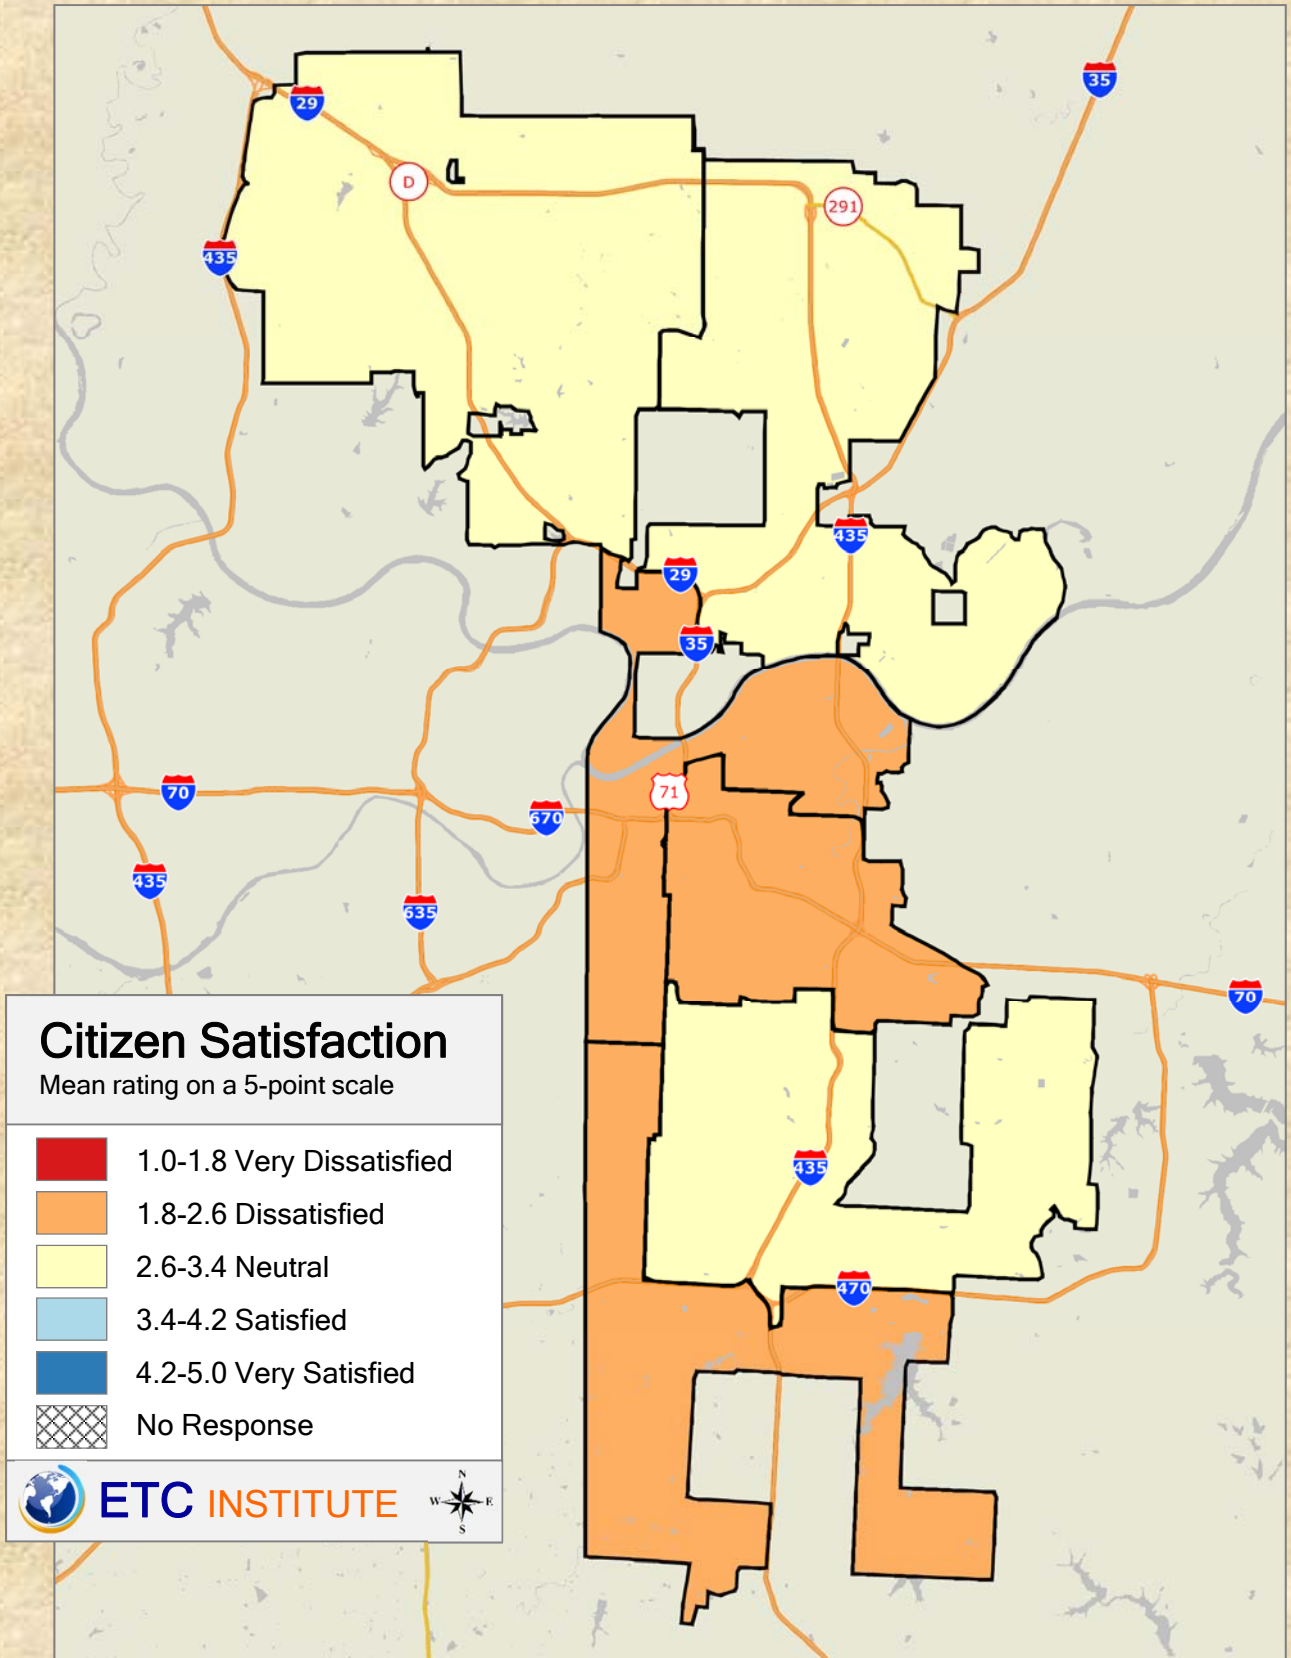 35
29
D
291
435
435
29
35
70
71
670
435
635
70
Citizen Satisfaction
Mean rating on a 5-point scale
1.0-1.8 Very Dissatisfied
435
1.8-2.6 Dissatisfied
2.6-3.4 Neutral
470
3.4-4.2 Satisfied
4.2-5.0 Very Satisfied
No Response
ETC INSTITUTE
N
W E
S